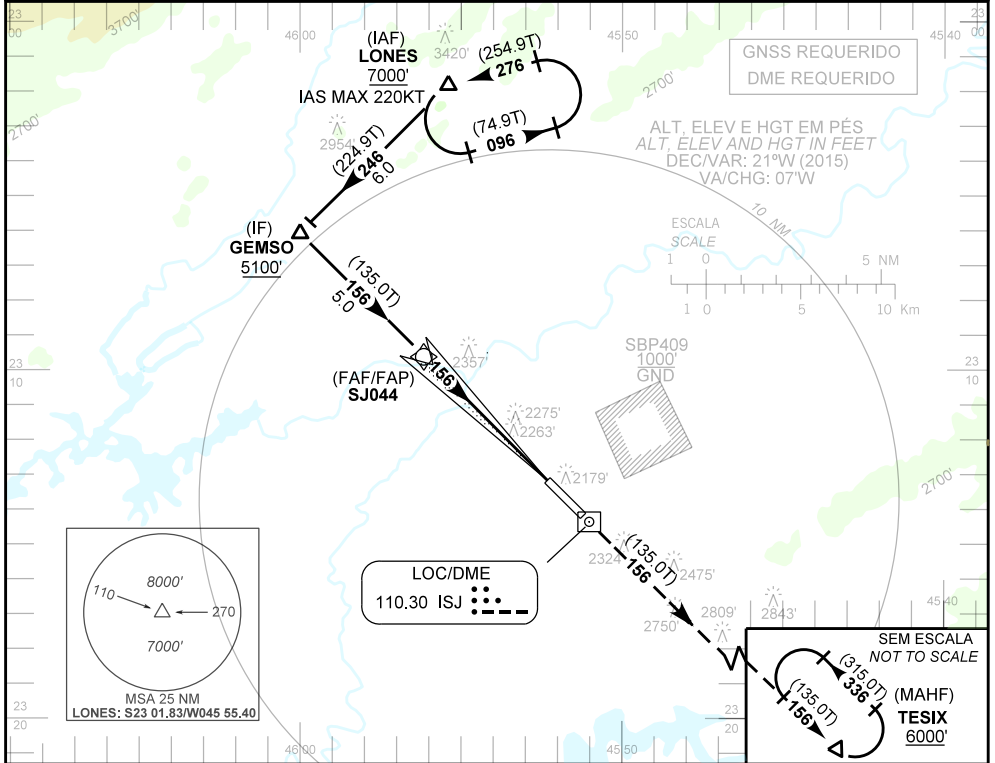 23
00
3700'
46 00
(IAF)
LONES
7000'
IAS MAX 220KT
3420'
(254.9T)
276
(74.9T)
096
45 50
2700'
45 40
23
00
GNSS REQUERIDO
DME REQUERIDO
ALT, ELEV E HGT EM PÉS
ALT, ELEV AND HGT IN FEET
DEC/VAR: 21ºW (2015)
VA/CHG: 07'W
2700'
2954'
(224.9T)
246
6.0
(IF)
GEMSO
5100'
10 NM
ESCALA
SCALE
1 0 5 NM
1 0 5 10 Km
(135.0T)
156
5.0
SBP409
1000'
GND
23
10
2357'
(FAF/FAP)
SJ044
156
23
10
2275'
2263'
2179'
2700'
LOC/DME
110.30 ISJ
2324'
(135.0T)
156
2475'
2750'
2809'
2843'
45 40
8000'
110
270
7000'
MSA 25 NM
LONES: S23 01.83/W045 55.40
SEM ESCALA
NOT TO SCALE
(315.0T)
336
(MAHF)
TESIX
6000'
(135.0T)
156
23
20
23
20
46 00
45 50